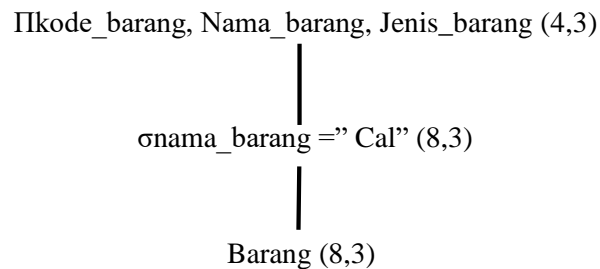 Πkode_barang, Nama_barang, Jenis_barang (4,3)
σnama_barang =” Cal” (8,3)
Barang (8,3)